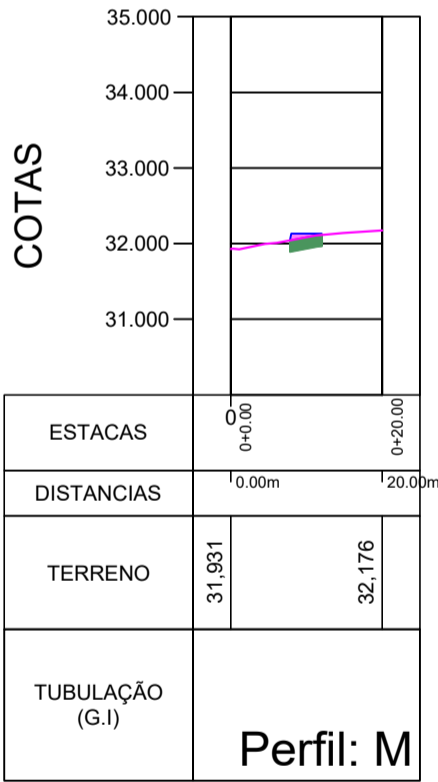 COTAS
35.000
34.000
33.000
32.000
31.000
ESTACAS
0
0+0.00
0+20.00
DISTANCIAS
0.00m
20.00m
TERRENO
31,931
32,176
TUBULAÇÃO
(G.I)
Perfil: M